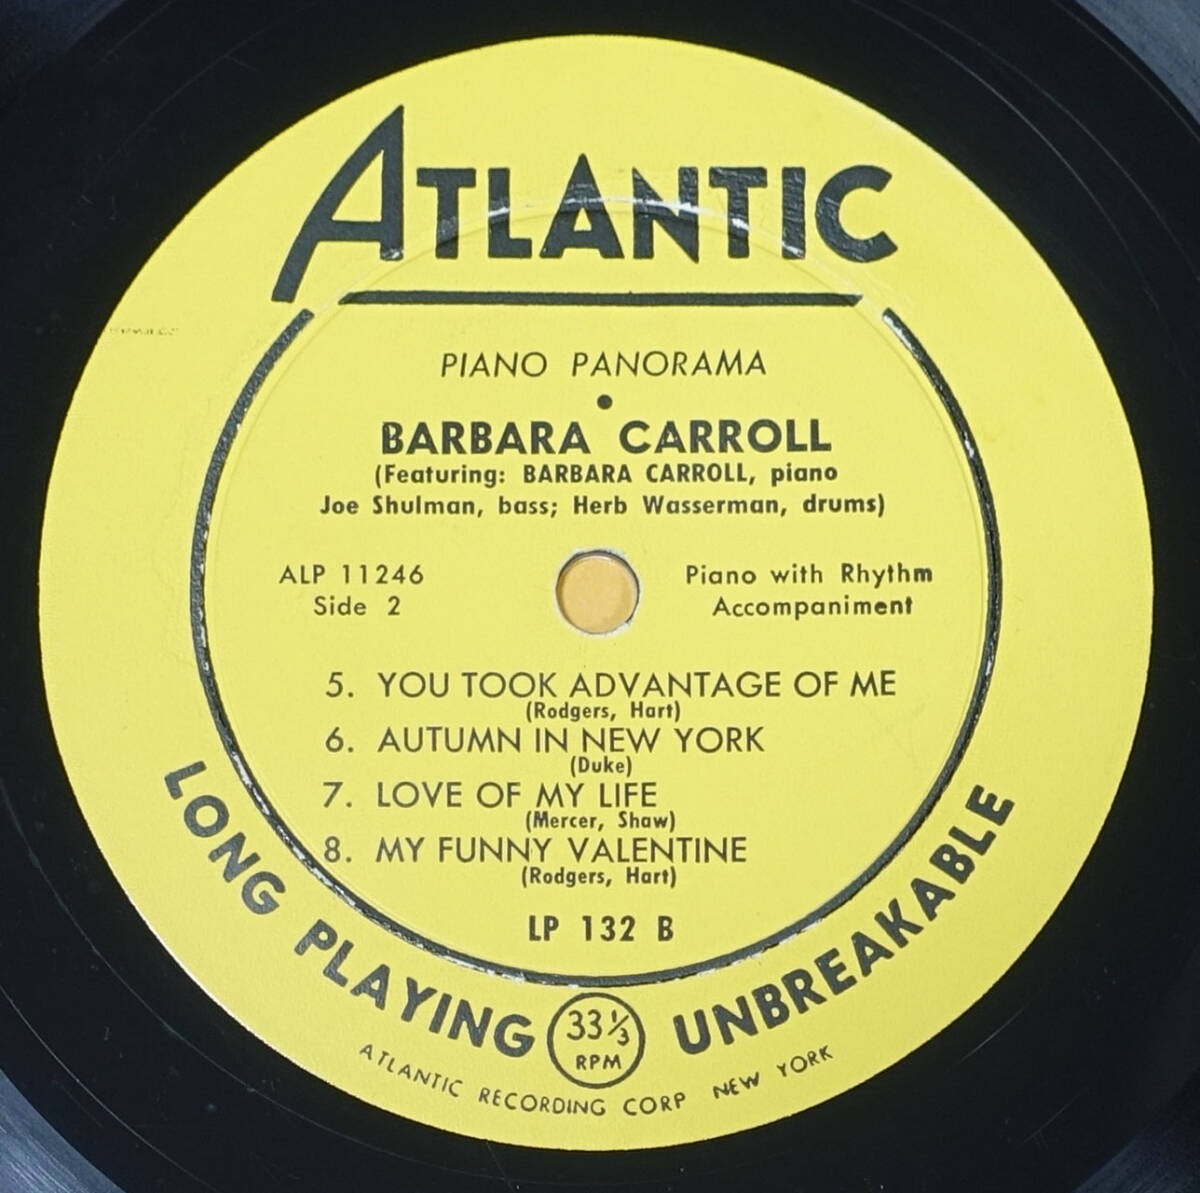 ATLANTIC
PIANO PANORAMA
•
BARBARA CARROLL
(Featuring: BARBARA CARROLL, piano
Joe Shulman, bass; Herb Wasserman, drums)
ALP 11246
Side 2
Piano with Rhythm
Accompaniment
5. YOU TOOK ADVANTAGE OF ME
(Rodgers, Hart)
6. AUTUMN IN NEW YORK
(Duke)
7. LOVE OF MY LIFE
(Mercer, Shaw)
8. MY FUNNY VALENTINE
(Rodgers, Hart)
LP 132 B
LONG PLAYING
33 1/3
RPM
UNBREAKABLE
ATLANTIC RECORDING CORP NEW YORK